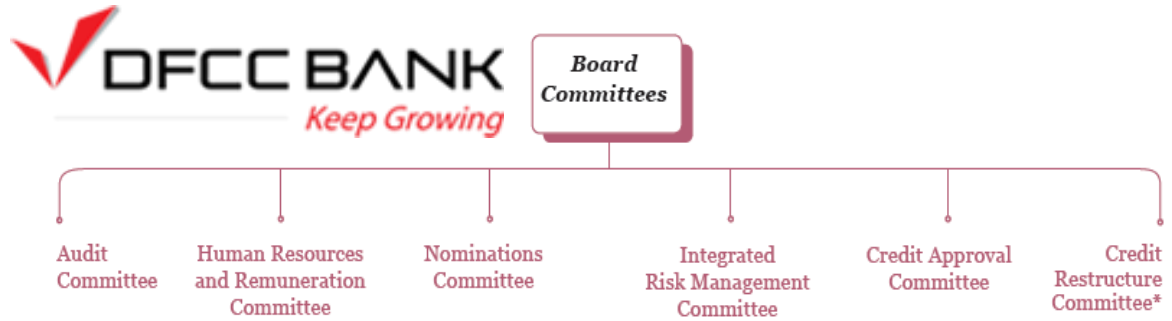 DFCC BANK
Keep Growing
Board
Committees
Audit
Committee
Human Resources
and Remuneration
Committee
Nominations
Committee
Integrated
Risk Management
Committee
Credit Approval
Committee
Credit
Restructure
Committee*